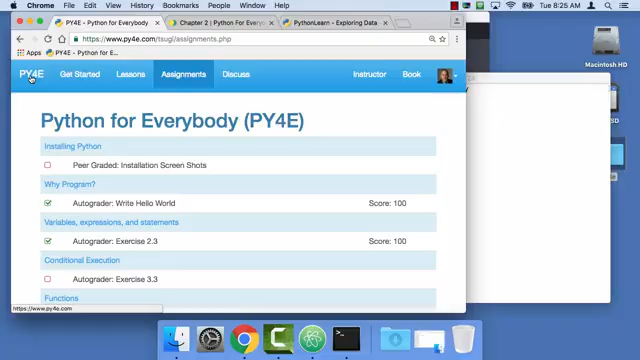 Chrome File Edit View History Bookmarks Window Help Tue 8:25 AM
PY4E - Python for Everybody Chapter 2 | Python For Every PythonLearn - Exploring Data
https://www.py4e.com/tsugi/assignments.php
Apps PY4E - Python for E...
PY4E Get Started Lessons Assignments Discuss Instructor Book
Macintosh HD
SD
Python for Everybody (PY4E)
Installing Python
Peer Graded: Installation Screen Shots
Why Program?
Autograder: Write Hello World Score: 100
Variables, expressions, and statements
Autograder: Exercise 2.3 Score: 100
Conditional Execution
Autograder: Exercise 3.3
Functions
https://www.py4e.com